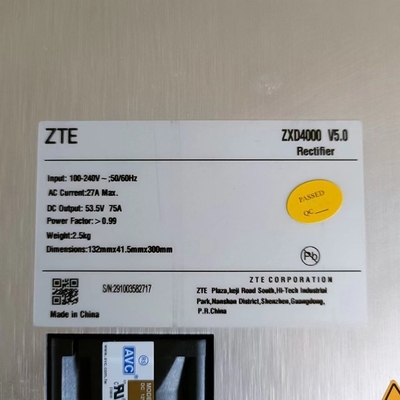 ZTE
ZXD4000 V5.0
Rectifier
Input: 100-240V～;50/60Hz
AC Current:27A Max.
DC Output: 53.5V 75A
Power Factor:＞0.99
Weight:2.5kg
Dimensions:132mmx41.5mmx300mm
PASSED
QC
Pb
S/N:291003582717
Made in China
ZTE CORPORATION
ZTE Plaza,keji Road South,Hi-Tech Industrial
Park,Nanshan District,Shenzhen,Guangdong,
P.R.China
AVC
MODE